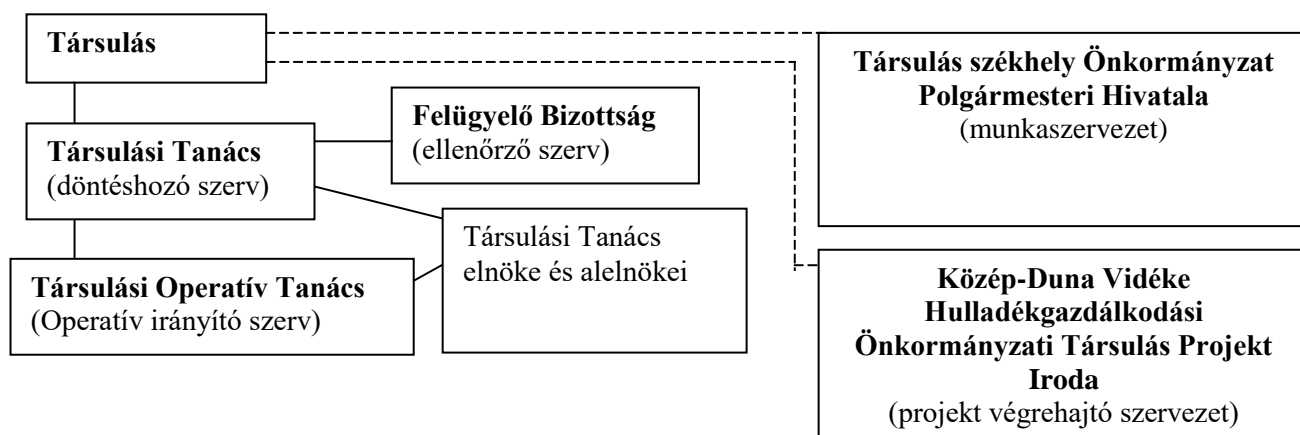 Társulás
Társulási Tanács
(döntéshozó szerv)
Társulási Operatív Tanács
(Operatív irányító szerv)
Felügyelő Bizottság
(ellenőrző szerv)
Társulási Tanács
elnöke és alelnökei
Társulás székhely Önkormányzat
Polgármesteri Hivatala
(munkaszervezet)
Közép-Duna Vidéke
Hulladékgazdálkodási
Önkormányzati Társulás Projekt
Iroda
(projekt végrehajtó szervezet)